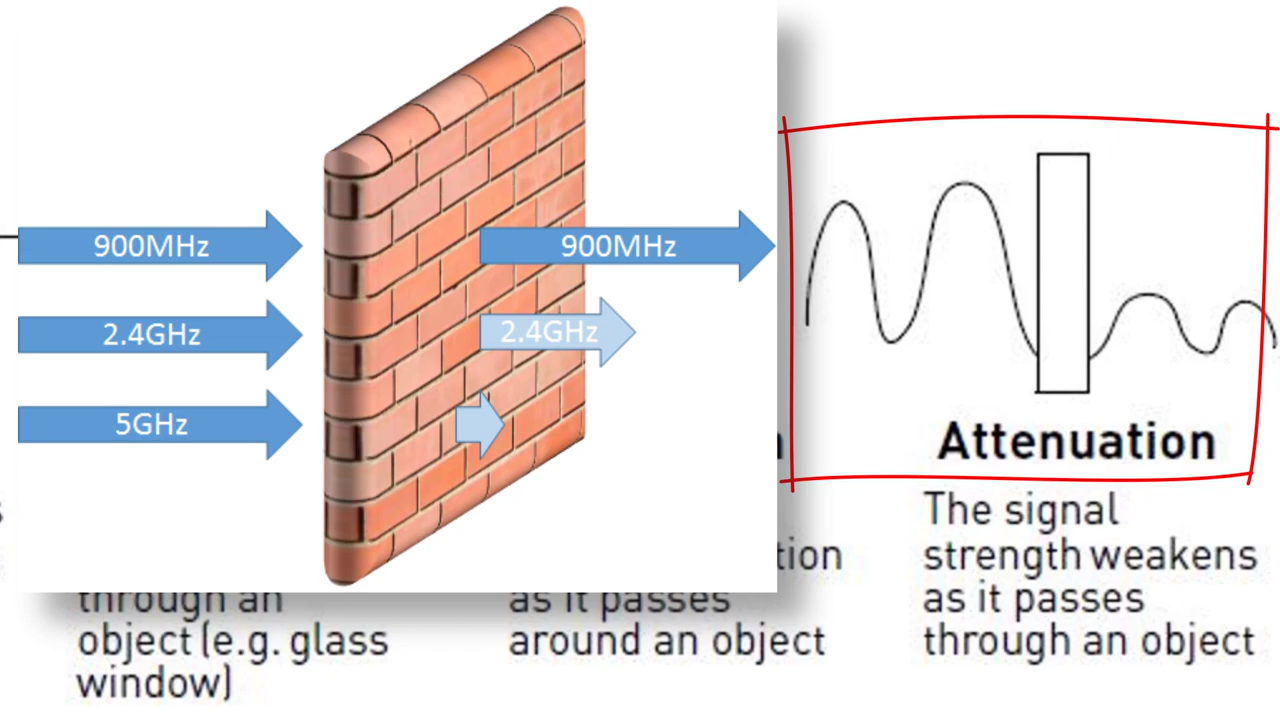 900MHz
900MHz
2.4GHz
2.4GHz
5GHz
Attenuation
The signal
strength weakens
as it passes
through an object
through an
object (e.g. glass
window)
as it passes
around an object